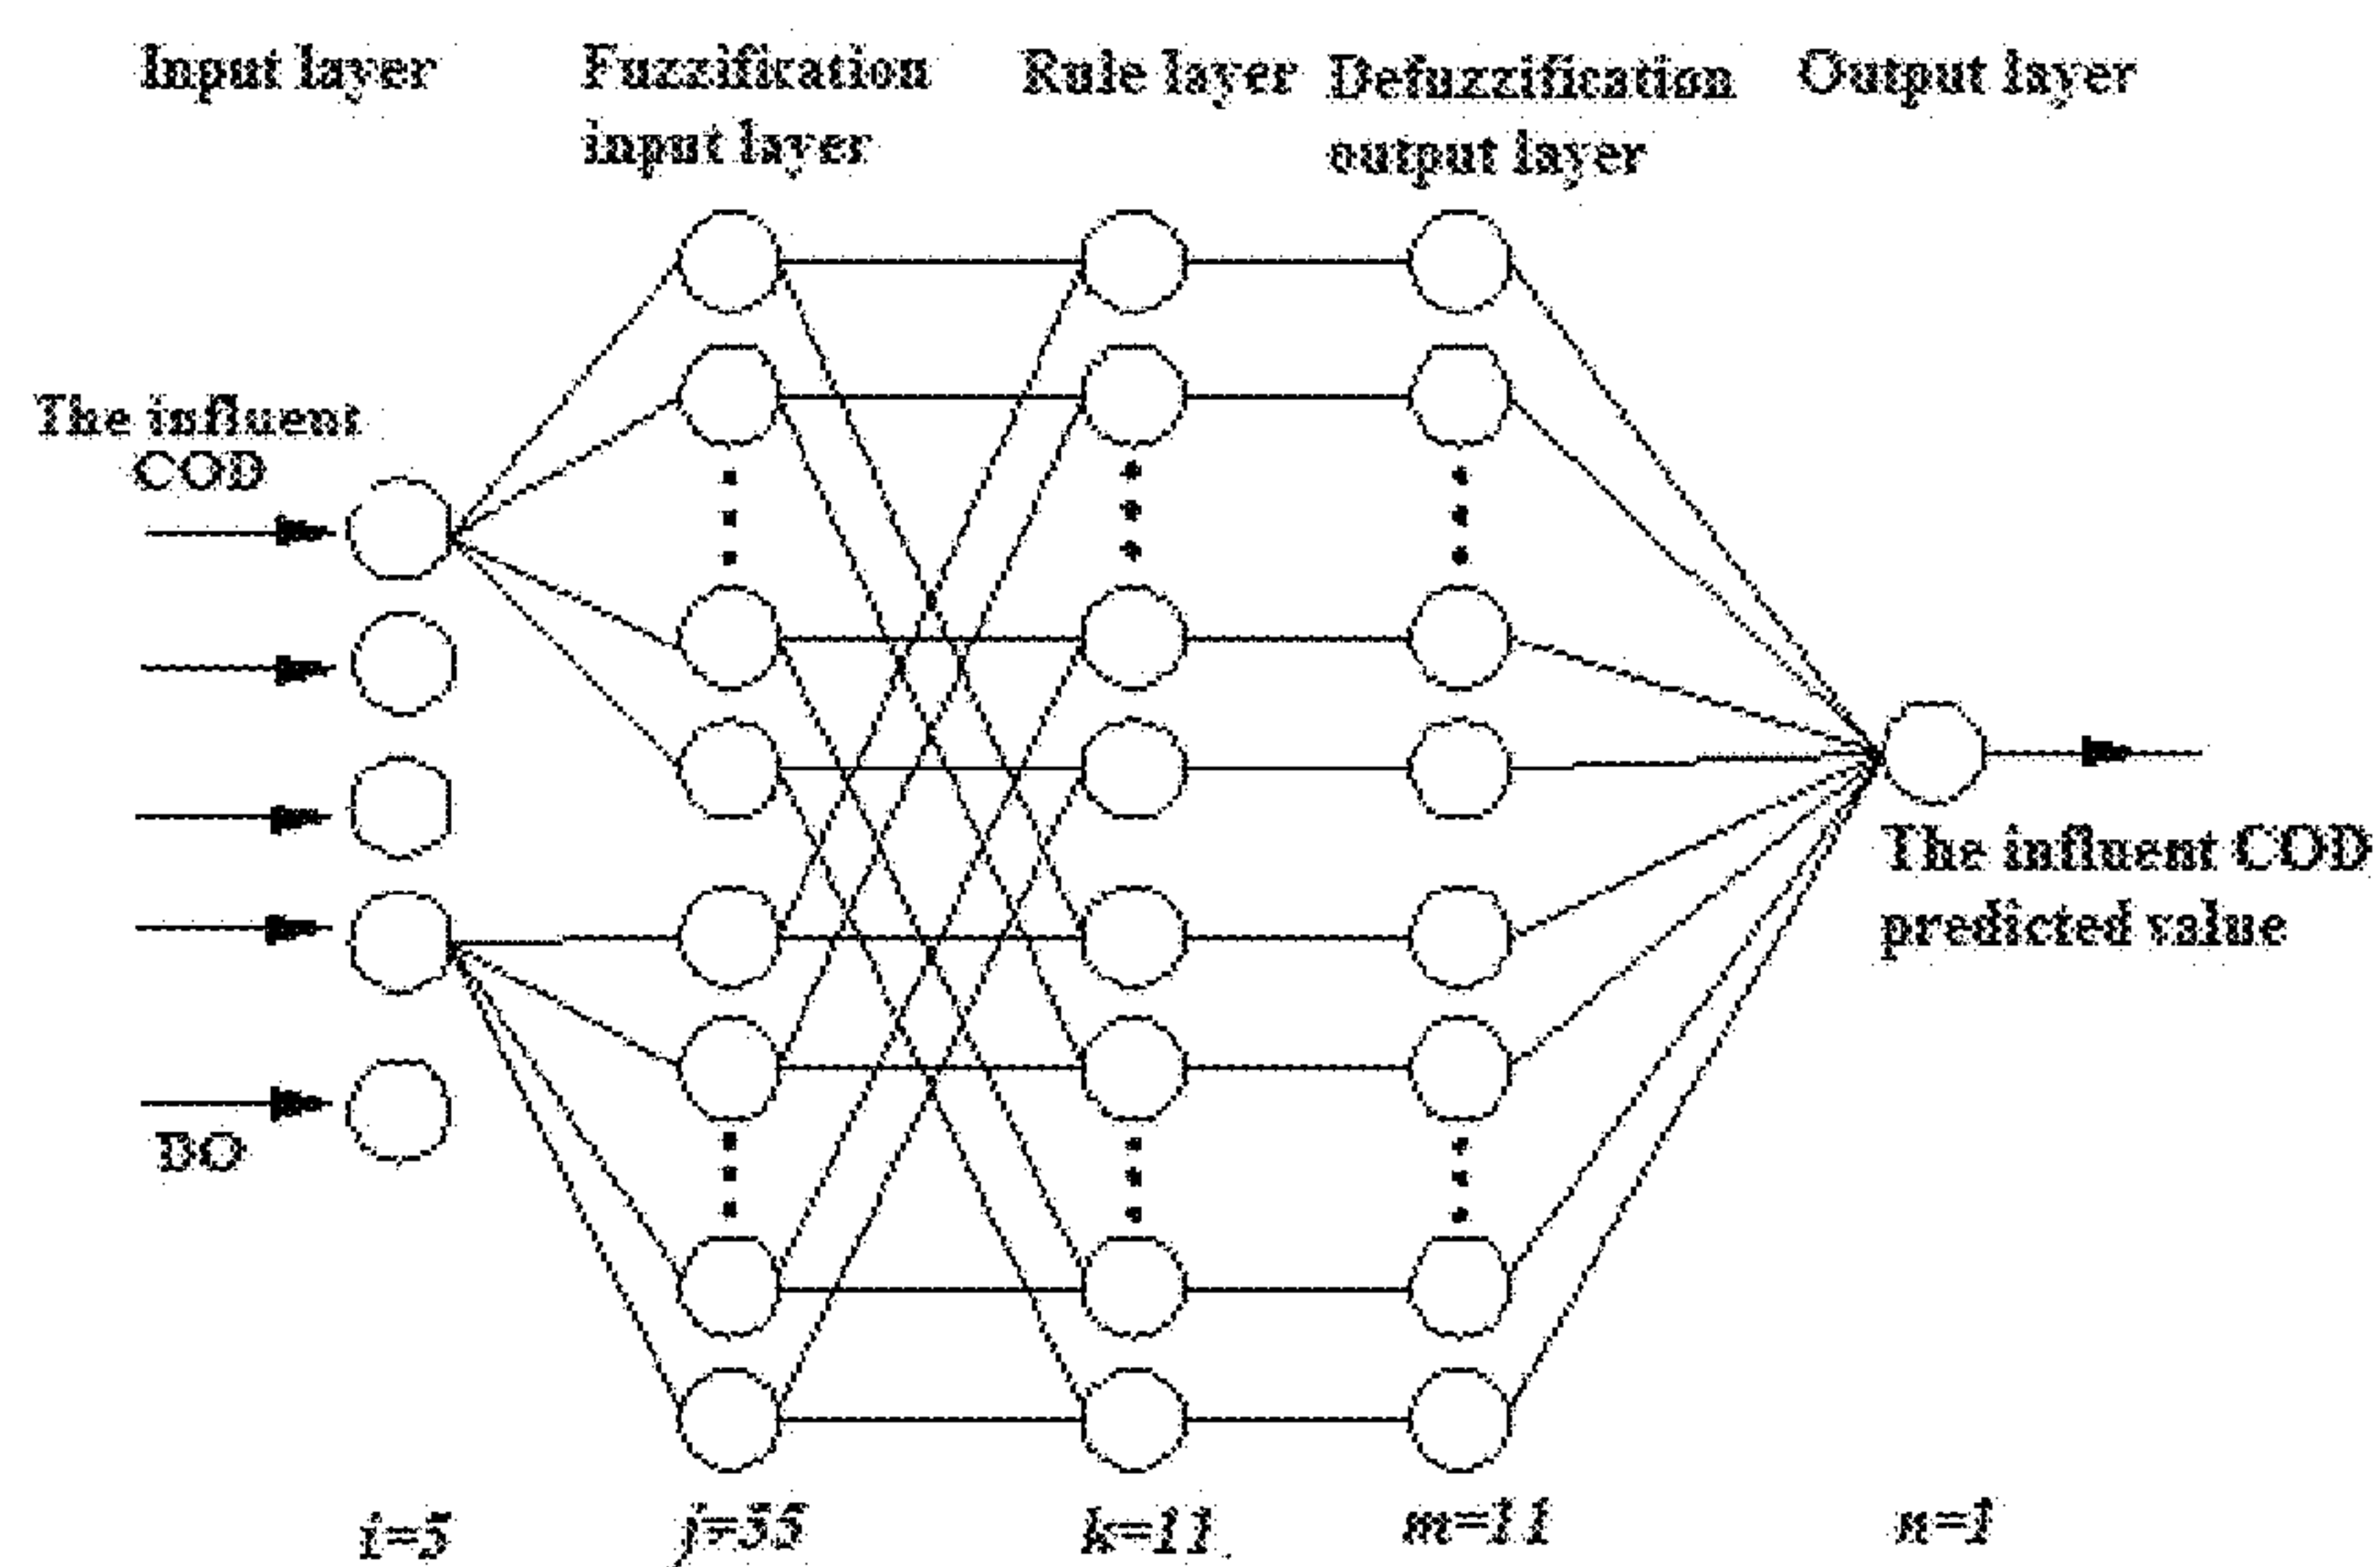 Input layer
Fuzzification
input layer
Rule layer
Defuzzification
output layer
Output layer
The influent
COD
DO
The influent COD
predicted value
i=5
j=55
k=11
m=11
n=1